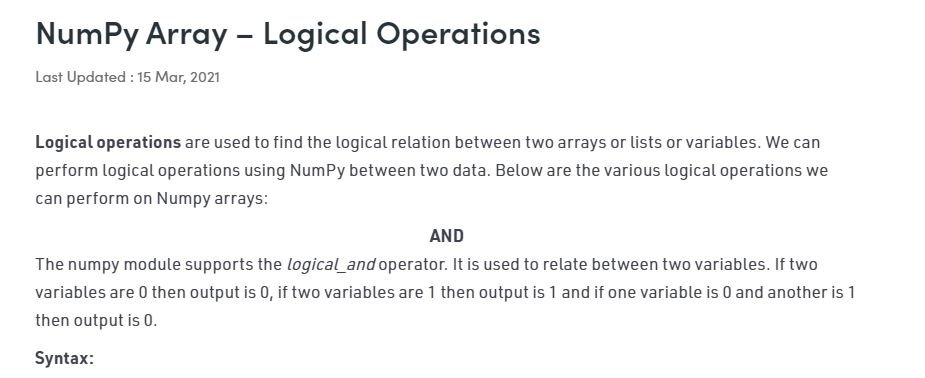 NumPy Array – Logical Operations
Last Updated : 15 Mar, 2021
Logical operations are used to find the logical relation between two arrays or lists or variables. We can
perform logical operations using NumPy between two data. Below are the various logical operations we
can perform on Numpy arrays:
AND
The numpy module supports the logical_and operator. It is used to relate between two variables. If two
variables are 0 then output is 0, if two variables are 1 then output is 1 and if one variable is 0 and another is 1
then output is 0.
Syntax: